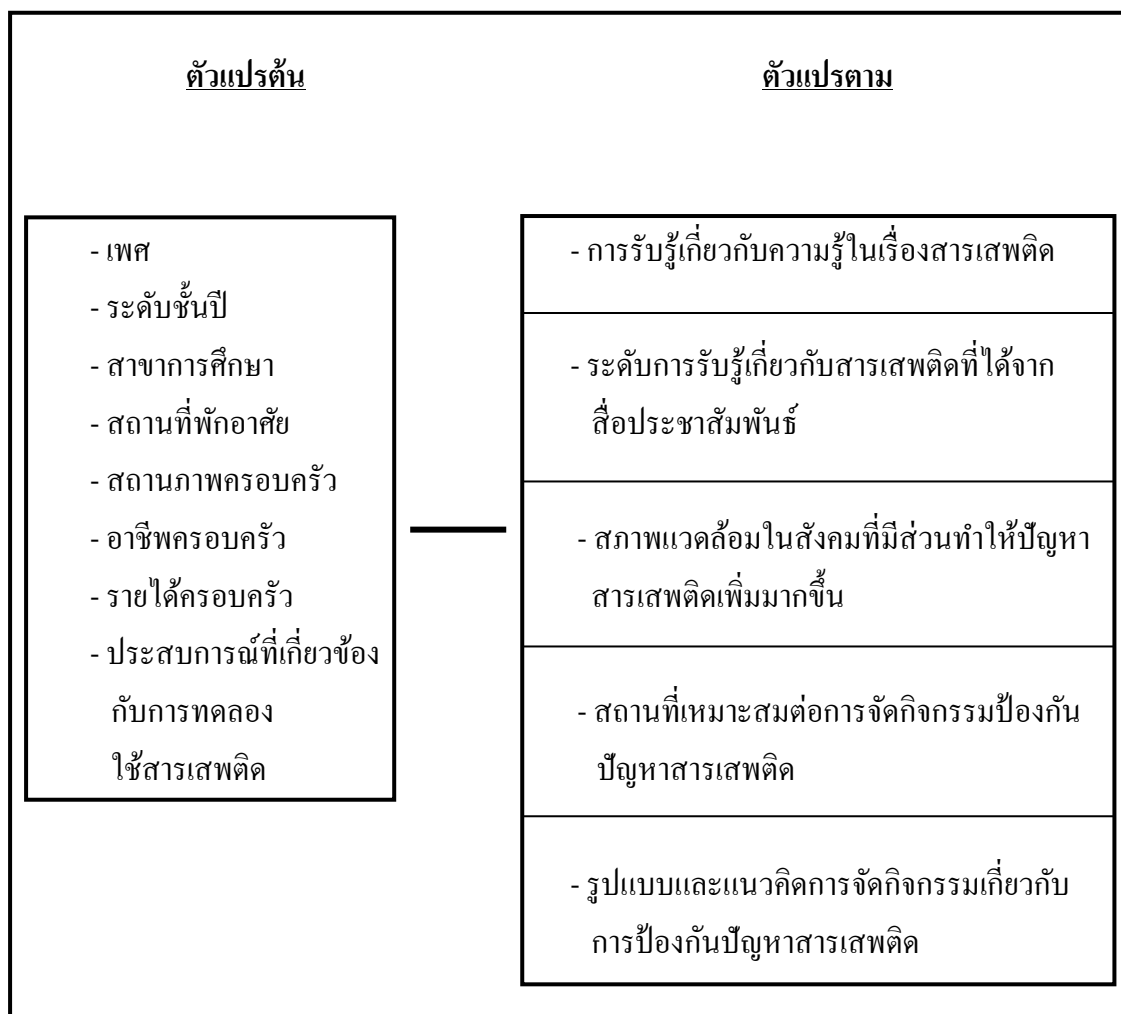 ตัวแปรต้น
ตัวแปรตาม
- เพศ
- ระดับชั้นปี
- สาขาการศึกษา
- สถานที่พักอาศัย
- สถานภาพครอบครัว
- อาชีพครอบครัว
- รายได้ครอบครัว
- ประสบการณ์ที่เกี่ยวข้อง
กับการทดลอง
ใช้สารเสพติด
- การรับรู้เกี่ยวกับความรู้ในเรื่องสารเสพติด
- ระดับการรับรู้เกี่ยวกับสารเสพติดที่ได้จาก
สื่อประชาสัมพันธ์
- สภาพแวดล้อมในสังคมที่มีส่วนทำให้ปัญหา
สารเสพติดเพิ่มมากขึ้น
- สถานที่เหมาะสมต่อการจัดกิจกรรมป้องกัน
ปัญหาสารเสพติด
- รูปแบบและแนวคิดการจัดกิจกรรมเกี่ยวกับ
การป้องกันปัญหาสารเสพติด